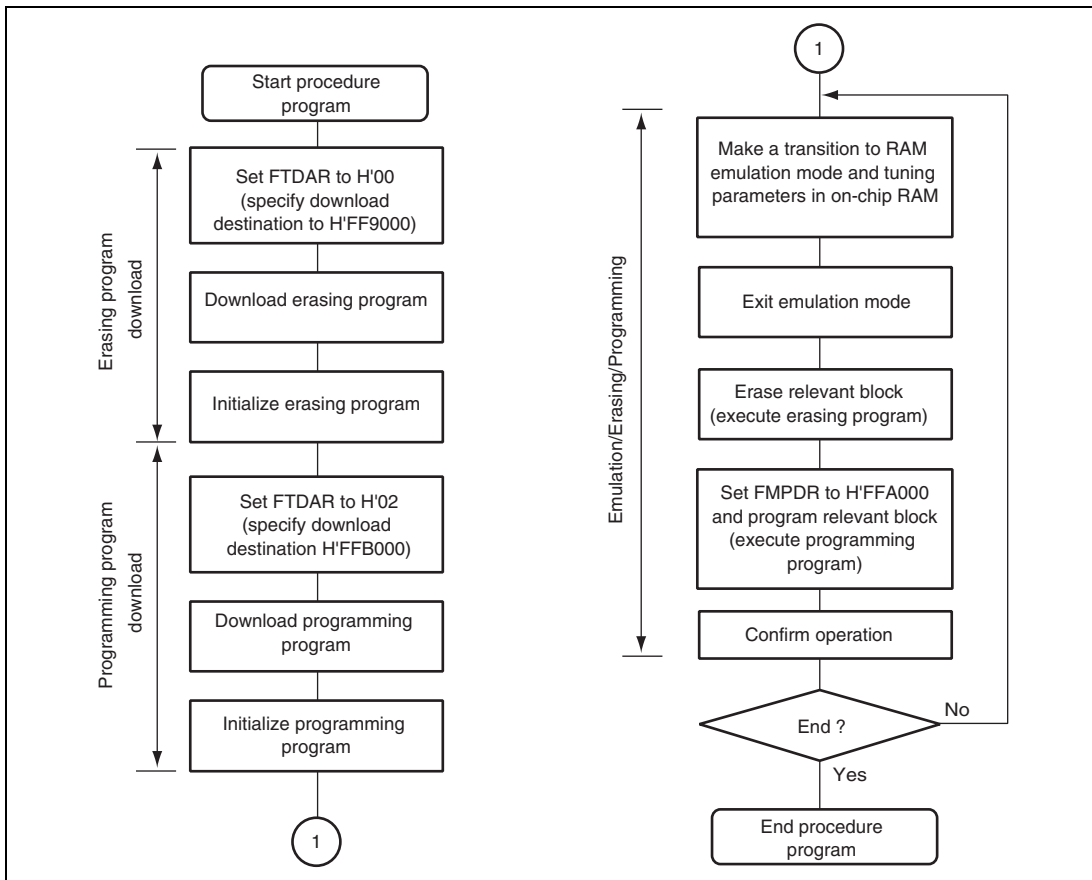 Start procedure
program
Erasing program
download
Set FTDAR to H'00
(specify download
destination to H'FF9000)
Download erasing program
Initialize erasing program
Programming program
download
Set FTDAR to H'02
(specify download
destination H'FFB000)
Download programming
program
Initialize programming
program
1
1
Emulation/Erasing/Programming
Make a transition to RAM
emulation mode and tuning
parameters in on-chip RAM
Exit emulation mode
Erase relevant block
(execute erasing program)
Set FMPDR to H'FFA000
and program relevant block
(execute programming
program)
Confirm operation
End ?
No
Yes
End procedure
program